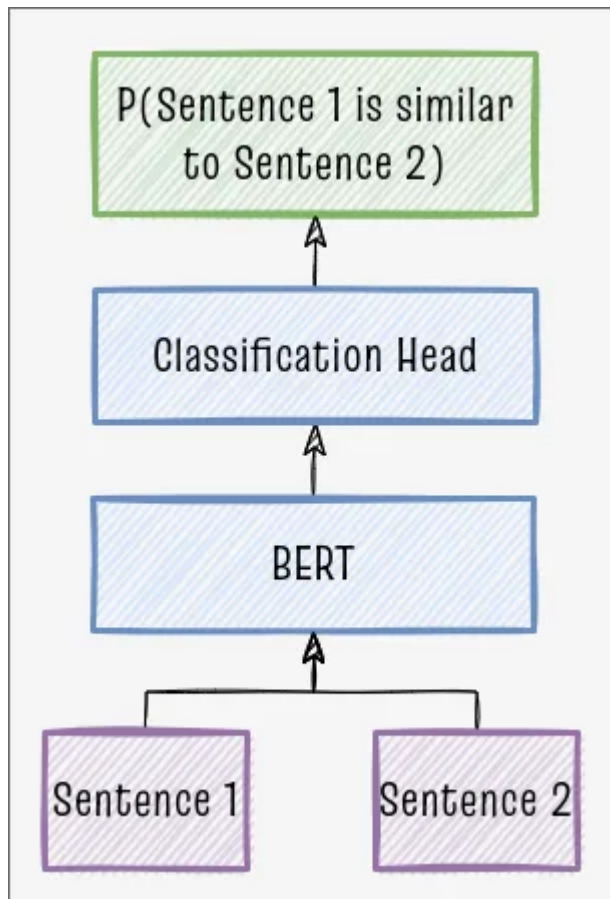 P(Sentence 1 is similar
to Sentence 2)
Classification Head
BERT
Sentence 1
Sentence 2